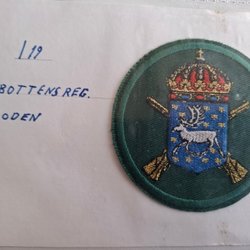 I 19
BOTTENS REG.
ODEN